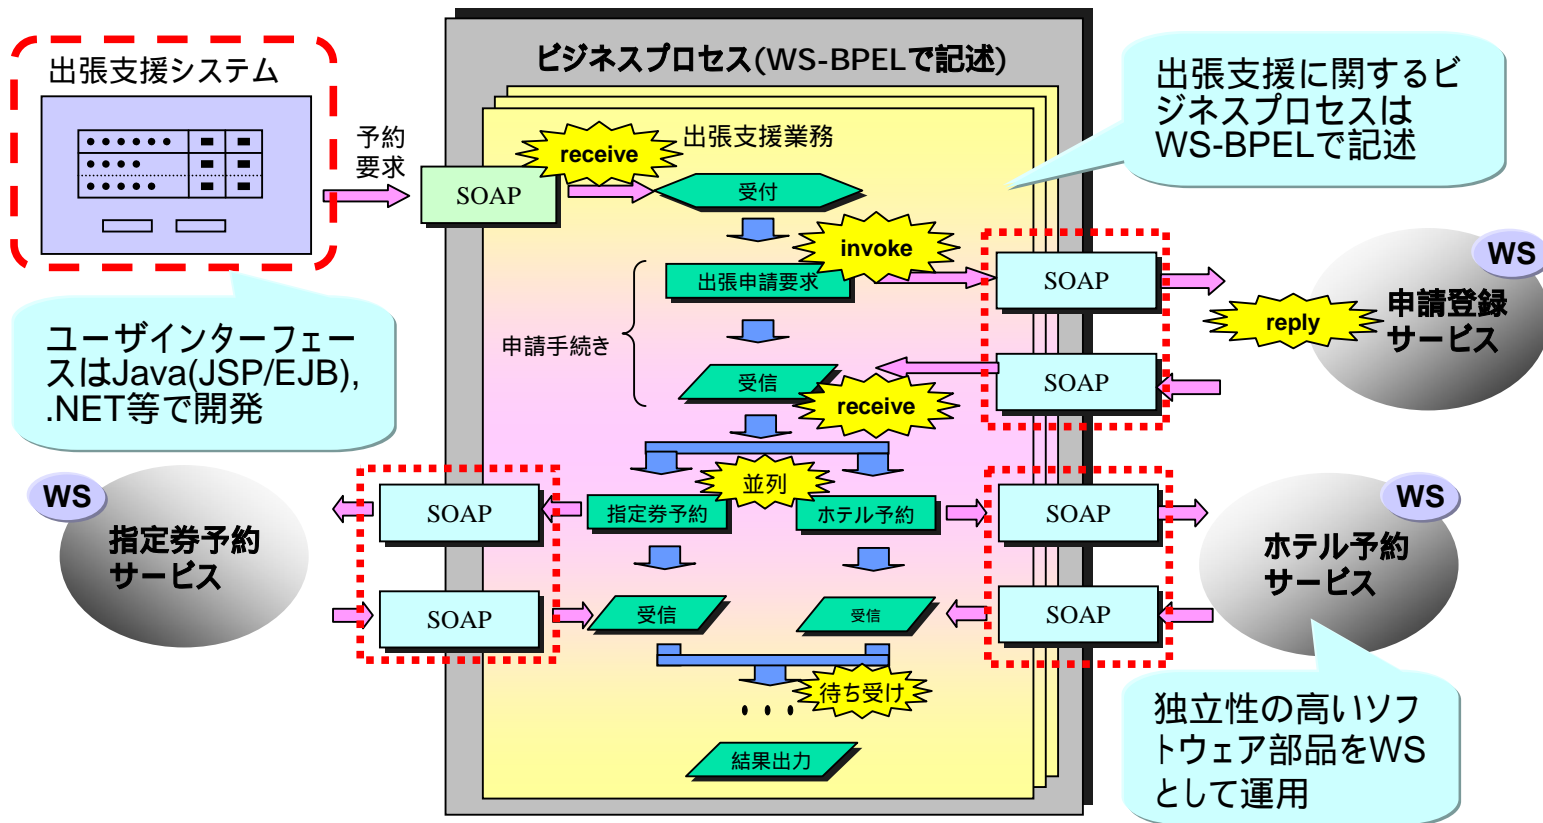 ビジネスプロセス(WS-BPELで記述)
出張支援システム
予約
要求
SOAP
receive
出張支援業務
受付
出張支援に関するビ
ジネスプロセスは
WS-BPELで記述
invoke
出張申請要求
SOAP
WS
申請登録
サービス
reply
ユーザインターフェー
スはJava(JSP/EJB),
.NET等で開発
申請手続き
受信
receive
SOAP
並列
WS
指定券予約
サービス
SOAP
指定券予約
ホテル予約
SOAP
WS
ホテル予約
サービス
SOAP
受信
受信
SOAP
待ち受け
・・・
結果出力
独立性の高いソフ
トウェア部品をWS
として運用